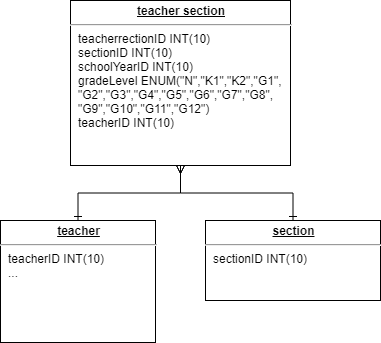 teacher section
teacherrectionID INT(10)
sectionID INT(10)
schoolYearID INT(10)
gradeLevel ENUM("N","K1","K2","G1",
"G2","G3","G4","G5","G6","G7","G8",
"G9","G10","G11","G12")
teacherID INT(10)
teacher
teacherID INT(10)
...
section
sectionID INT(10)